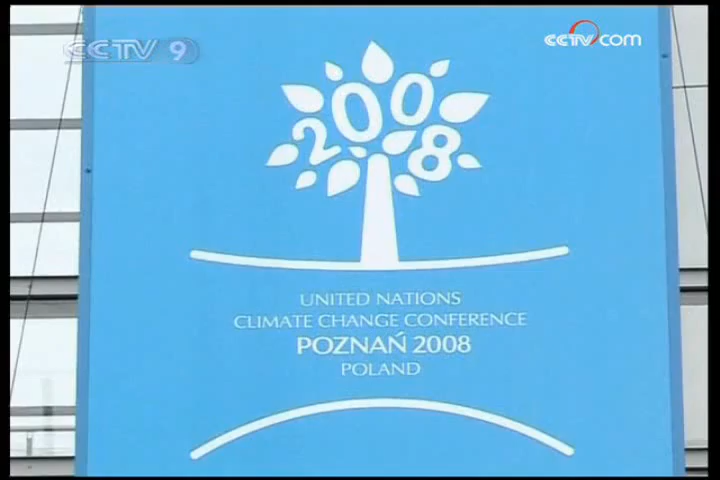 CCTV 9
CCTV.com
2008
UNITED NATIONS
CLIMATE CHANGE CONFERENCE
POZNAŃ 2008
POLAND